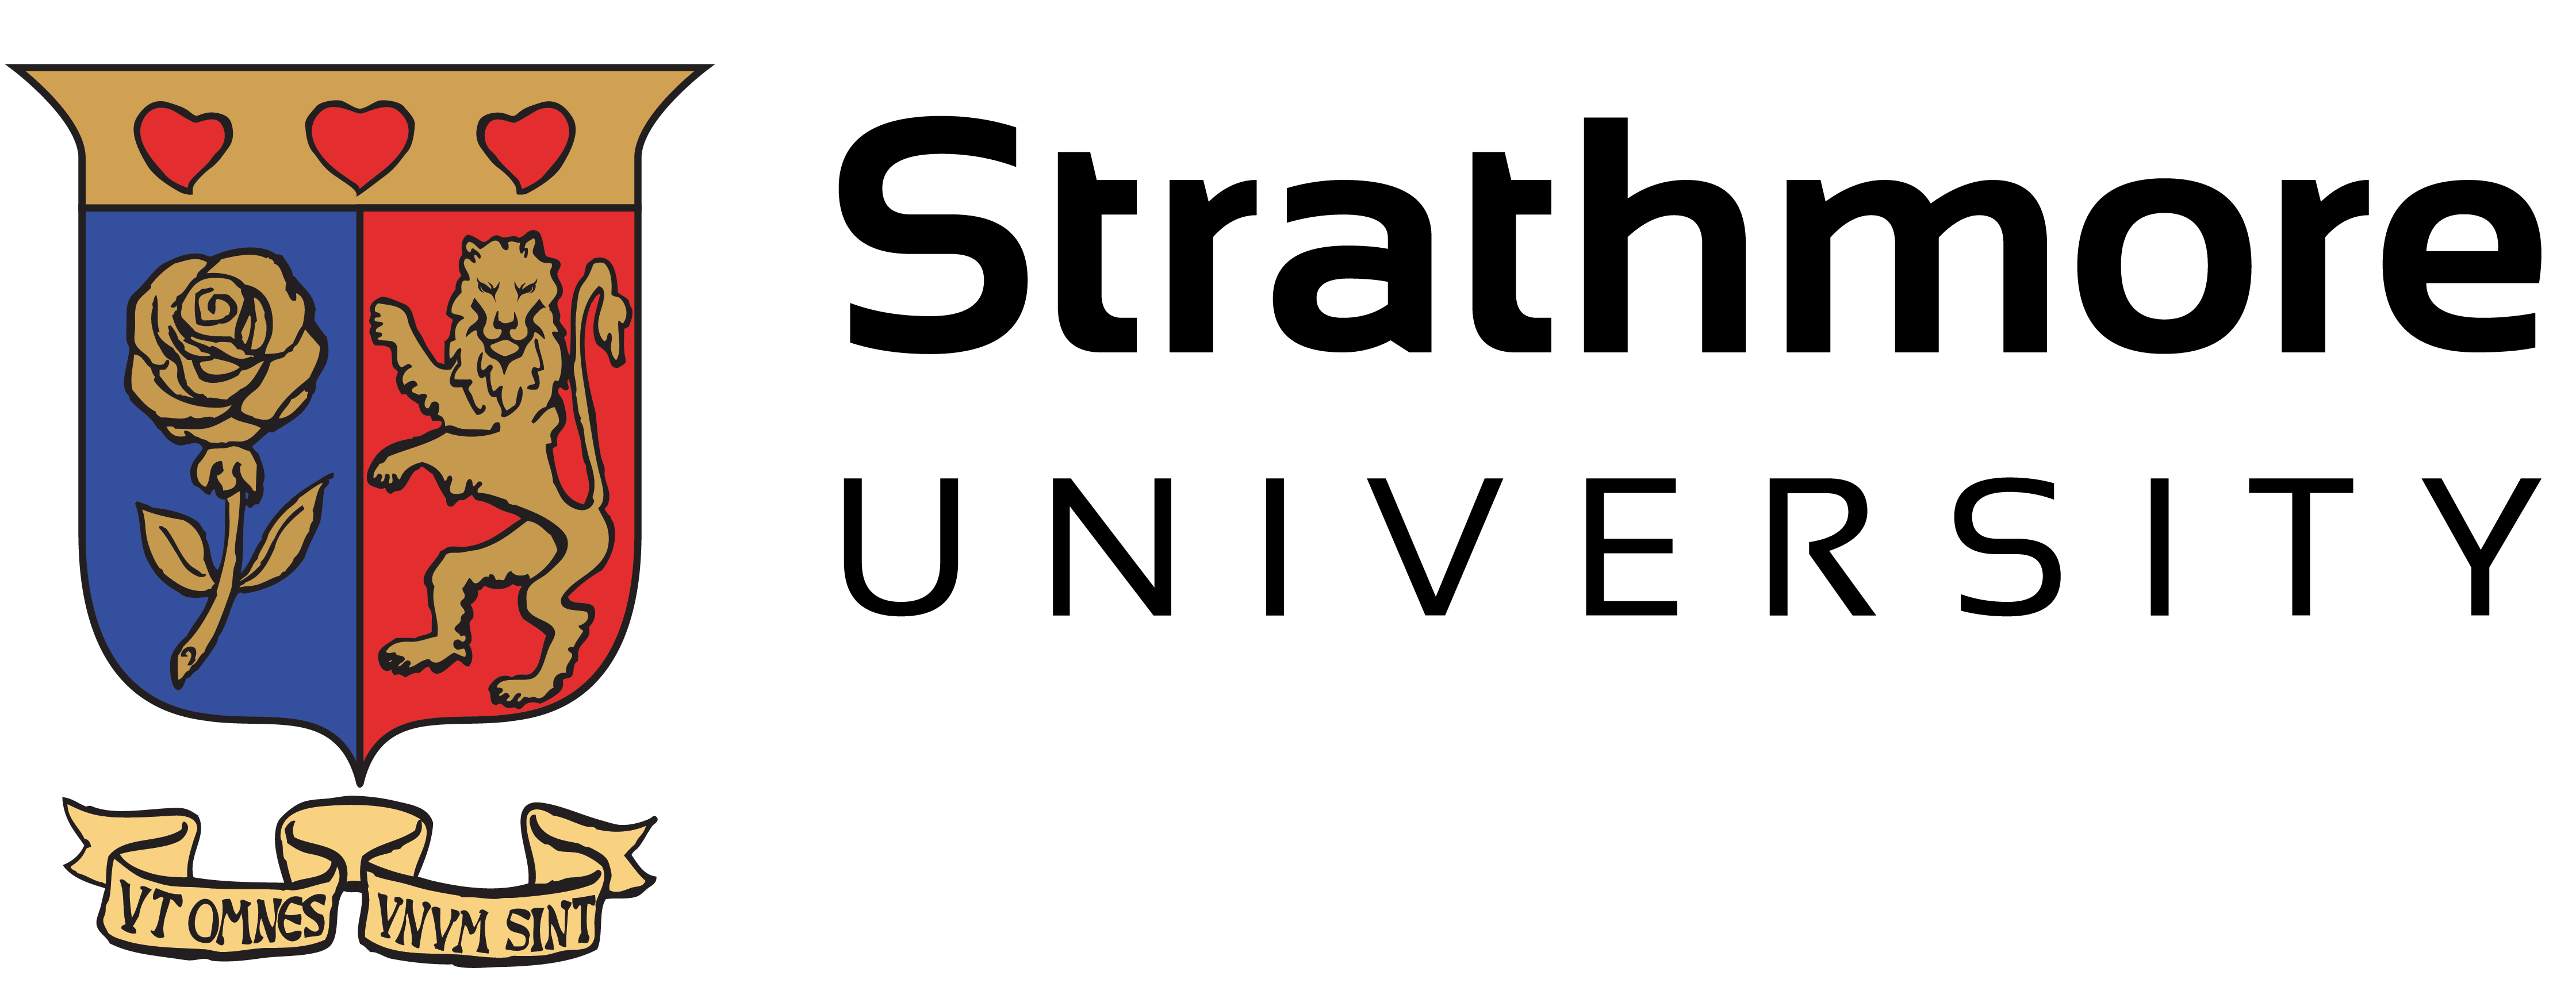 Strathmore
UNIVERSITY
VT OMNES VNVM SINT